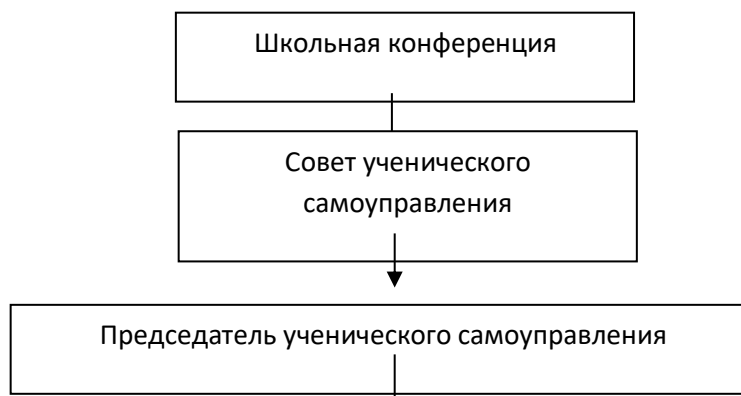 Школьная конференция
Совет ученического
самоуправления
Председатель ученического самоуправления